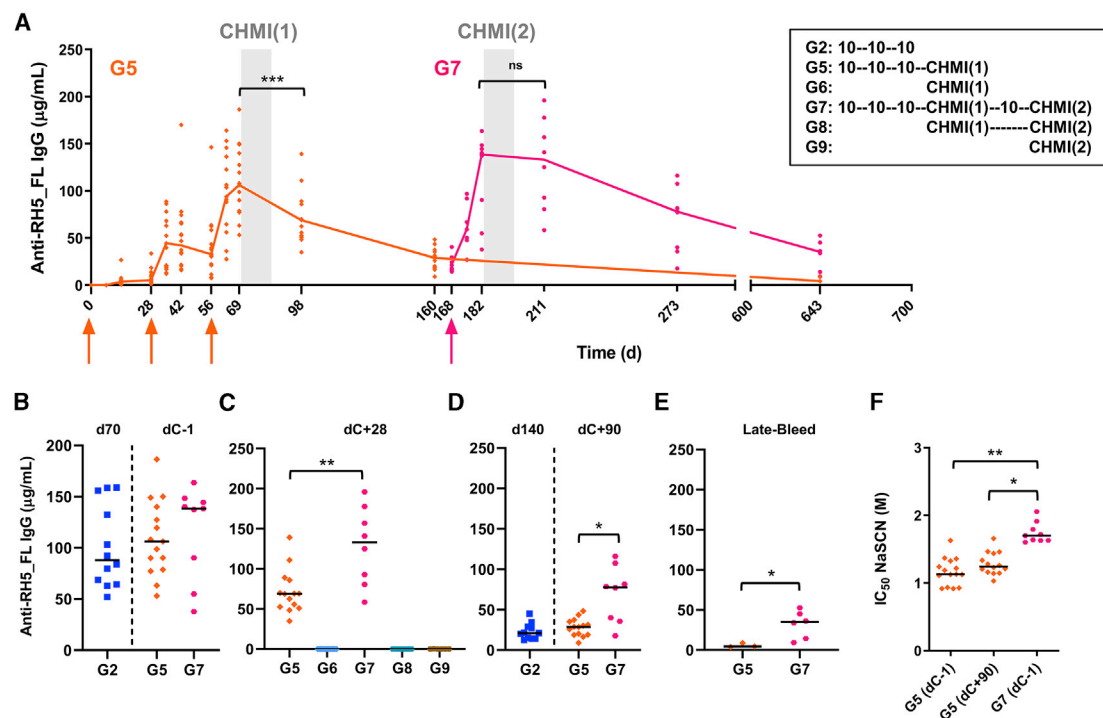 A
CHMI(1)
CHMI(2)
G5
G7
***
ns
Anti-RH5_FL IgG (µg/mL)
250
200
150
100
50
0
0
28
42
56
69
98
160
168
182
211
273
600
643
700
Time (d)
G2: 10--10--10
G5: 10--10--10--CHMI(1)
G6: CHMI(1)
G7: 10--10--10--CHMI(1)--10--CHMI(2)
G8: CHMI(1)-------CHMI(2)
G9: CHMI(2)
B
d70
dC-1
Anti-RH5_FL IgG (µg/mL)
200
150
100
50
0
G2
G5
G7
C
dC+28
250
200
150
100
50
0
**
G5
G6
G7
G8
G9
D
d140
dC+90
250
200
150
100
50
0
*
G2
G5
G7
E
Late-Bleed
250
200
150
100
50
0
*
G5
G7
F
IC50 NaSCN (M)
3
2
1
0
**
*
G5 (dC-1)
G5 (dC+90)
G7 (dC-1)